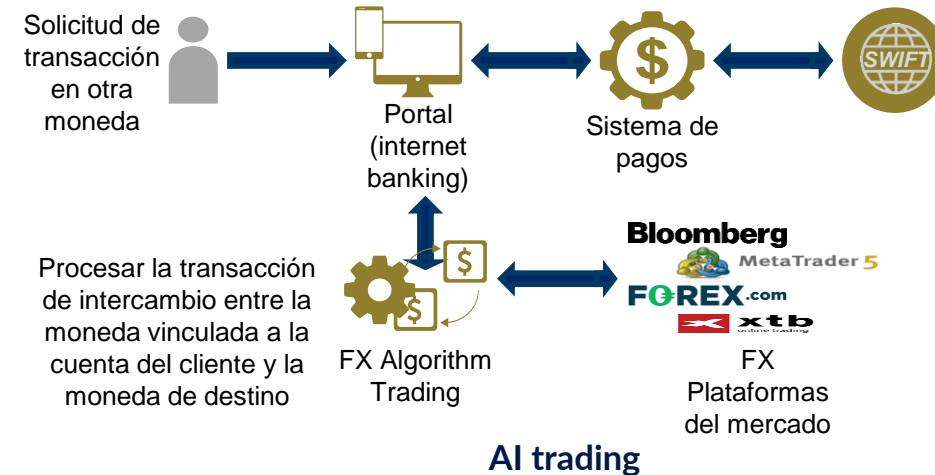 Solicitud de
transacción
en otra
moneda
Portal
(internet
banking)
$
Sistema de
pagos
SWIFT
Procesar la transacción
de intercambio entre la
moneda vinculada a la
cuenta del cliente y la
moneda de destino
$
$
FX Algorithm
Trading
Bloomberg
MetaTrader 5
FOREX.com
xtb
online trading
FX
Plataformas
del mercado
AI trading